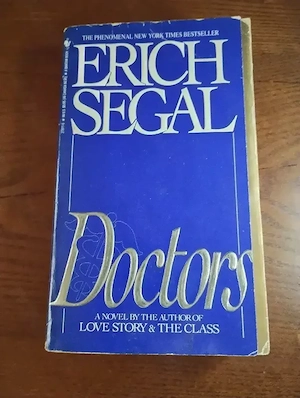 THE PHENOMENAL NEW YORK TIMES BESTSELLER
ERICH
SEGAL
Doctors
A NOVEL BY THE AUTHOR OF
LOVE STORY & THE CLASS